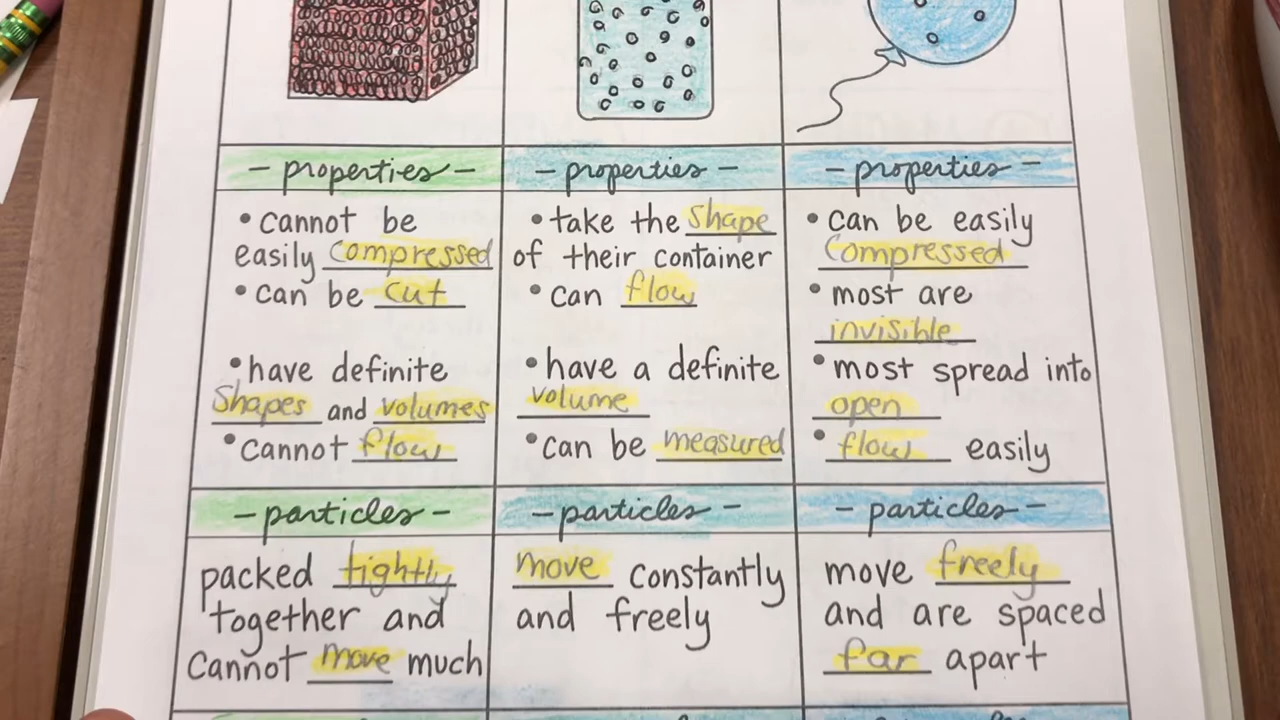 - properties -
• cannot be
easily compressed
• can be cut
• have definite
Shapes and volumes
• cannot flow
- particles -
packed tightly
together and
Cannot move much
- properties -
• take the shape
of their container
• can flow
• have a definite
volume
• can be measured
- particles -
move constantly
and freely
- properties -
• can be easily
compressed
• most are
invisible
• most spread into
open
• flow easily
- particles -
move freely
and are spaced
far apart